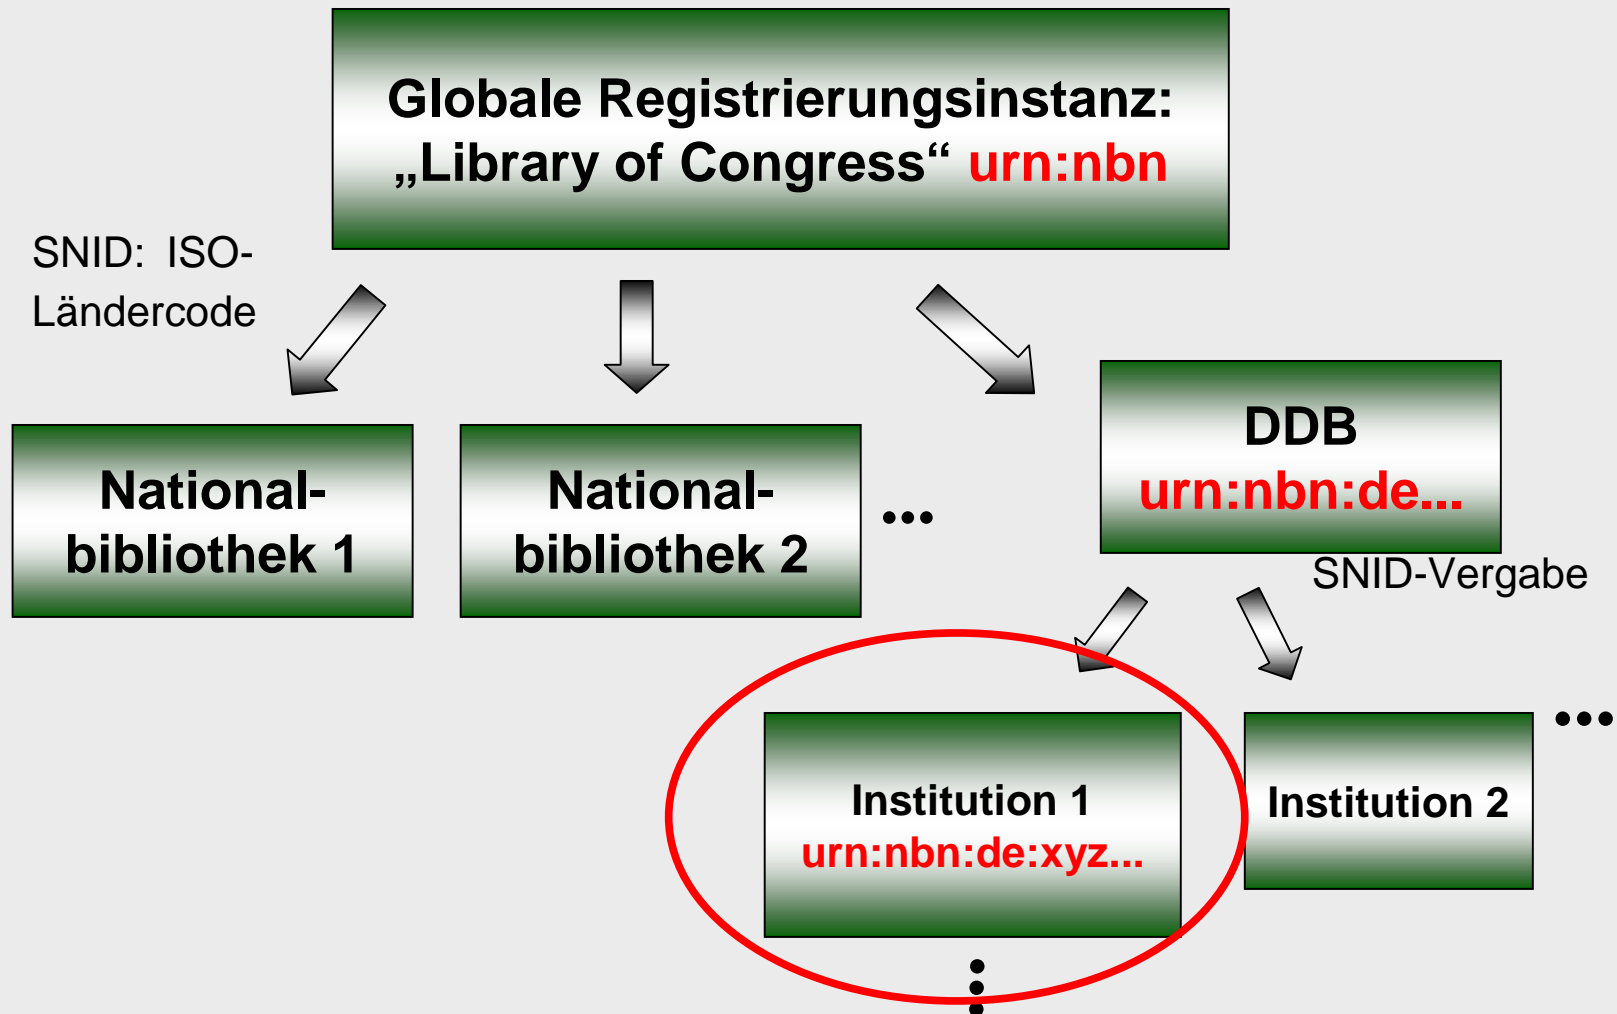 Globale Registrierungsinstanz:
„Library of Congress“ urn:nbn
SNID: ISO-
Ländercode
National-
bibliothek 1
National-
bibliothek 2
...
DDB
urn:nbn:de...
SNID-Vergabe
Institution 1
urn:nbn:de:xyz...
Institution 2
...
...